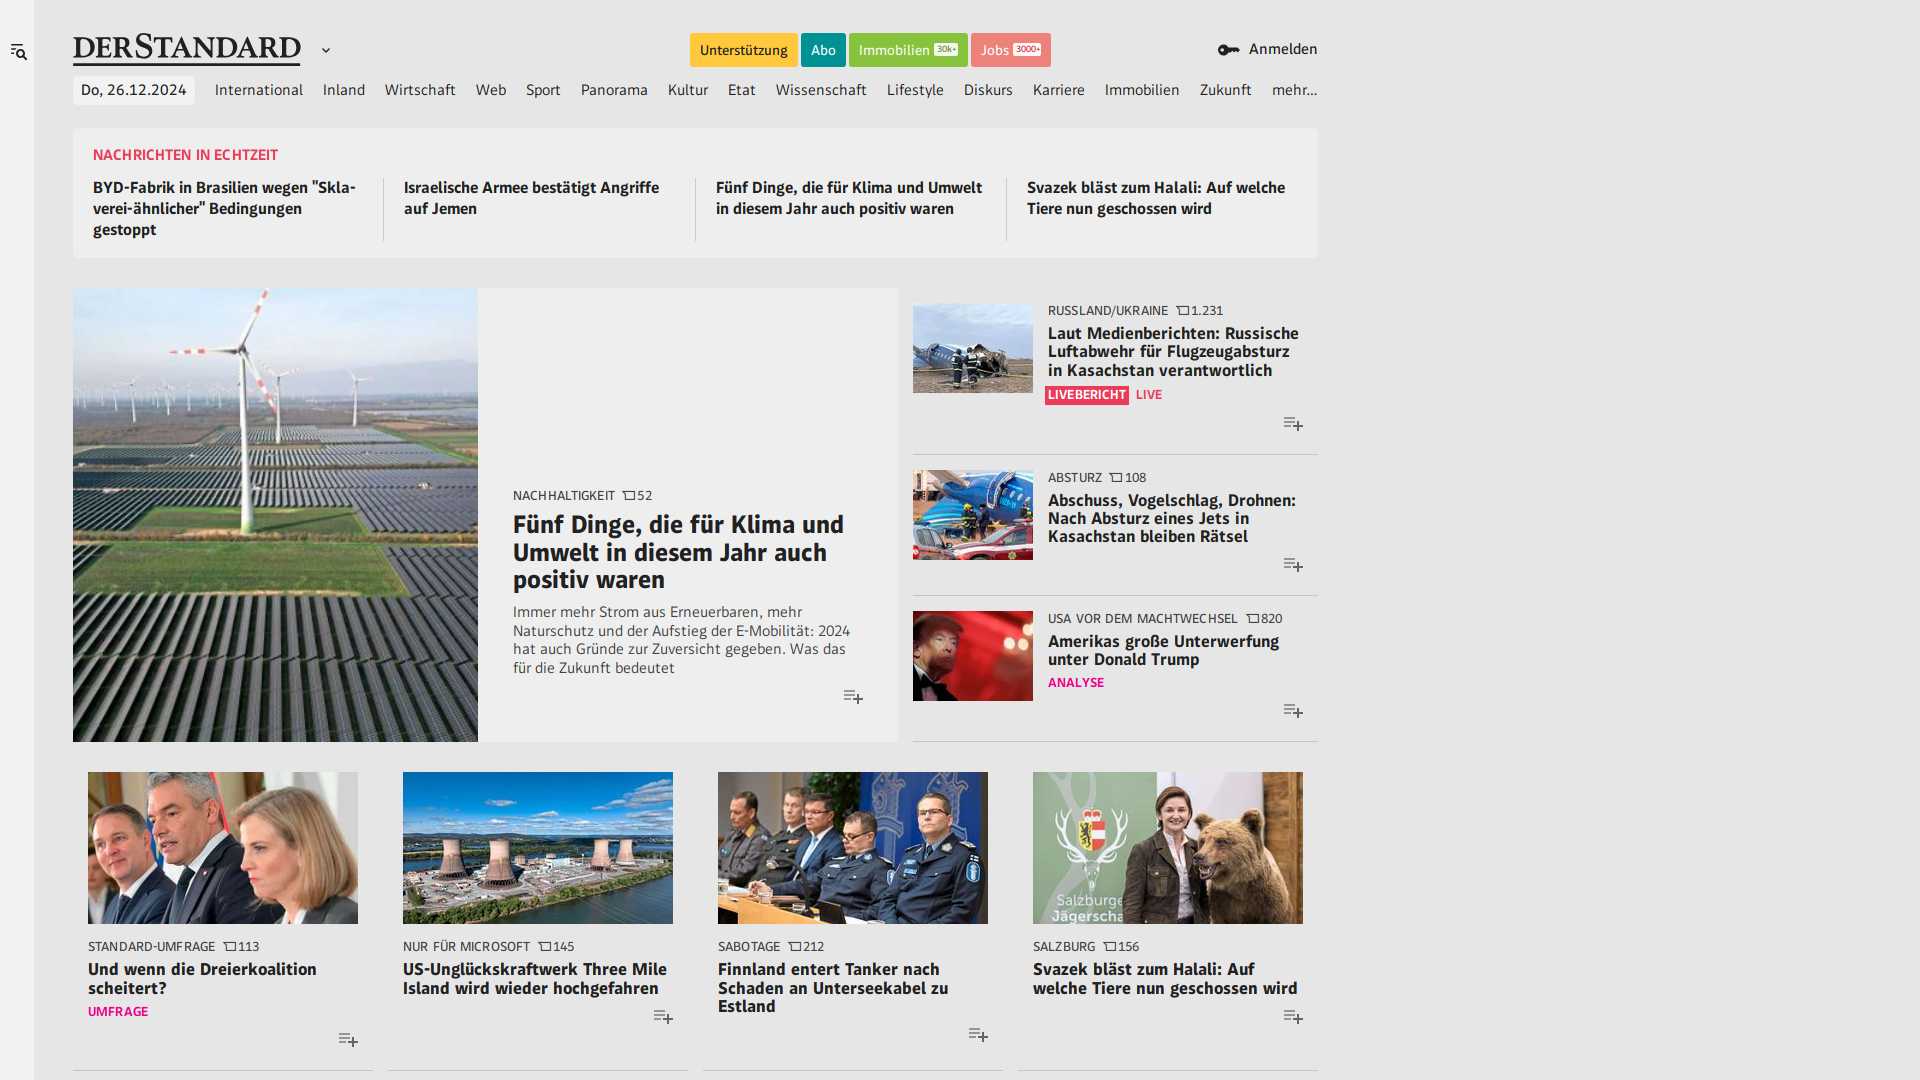 DERSTANDARD
Unterstützung Abo Immobilien 30k+ Jobs 3000+
Anmelden
Do, 26.12.2024 International Inland Wirtschaft Web Sport Panorama Kultur Etat Wissenschaft Lifestyle Diskurs Karriere Immobilien Zukunft mehr...
NACHRICHTEN IN ECHTZEIT
BYD-Fabrik in Brasilien wegen "Skla-
verei-ähnlicher" Bedingungen
gestoppt
Israelische Armee bestätigt Angriffe
auf Jemen
Fünf Dinge, die für Klima und Umwelt
in diesem Jahr auch positiv waren
Svazek bläst zum Halali: Auf welche
Tiere nun geschossen wird
NACHHALTIGKEIT 52
Fünf Dinge, die für Klima und
Umwelt in diesem Jahr auch
positiv waren
Immer mehr Strom aus Erneuerbaren, mehr
Naturschutz und der Aufstieg der E-Mobilität: 2024
hat auch Gründe zur Zuversicht gegeben. Was das
für die Zukunft bedeutet
RUSSLAND/UKRAINE 1.231
Laut Medienberichten: Russische
Luftabwehr für Flugzeugabsturz
in Kasachstan verantwortlich
LIVEBERICHT LIVE
ABSTURZ 108
Abschuss, Vogelschlag, Drohnen:
Nach Absturz eines Jets in
Kasachstan bleiben Rätsel
USA VOR DEM MACHTWECHSEL 820
Amerikas große Unterwerfung
unter Donald Trump
ANALYSE
STANDARD-UMFRAGE 113
Und wenn die Dreierkoalition
scheitert?
UMFRAGE
NUR FÜR MICROSOFT 145
US-Unglückskraftwerk Three Mile
Island wird wieder hochgefahren
SABOTAGE 212
Finnland entert Tanker nach
Schaden an Unterseekabel zu
Estland
Salzburge
Jägerscha
SALZBURG 156
Svazek bläst zum Halali: Auf
welche Tiere nun geschossen wird